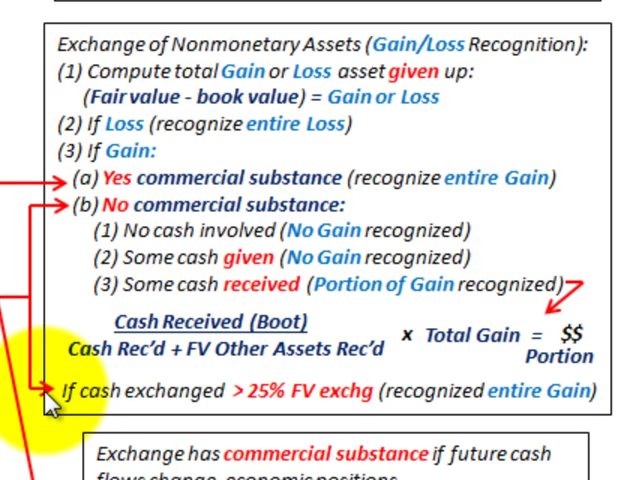 Exchange of Nonmonetary Assets (Gain/Loss Recognition):
(1) Compute total Gain or Loss asset given up:
(Fair value - book value) = Gain or Loss
(2) If Loss (recognize entire Loss)
(3) If Gain:
(a) Yes commercial substance (recognize entire Gain)
(b) No commercial substance:
(1) No cash involved (No Gain recognized)
(2) Some cash given (No Gain recognized)
(3) Some cash received (Portion of Gain recognized)
Cash Received (Boot)
Cash Rec'd + FV Other Assets Rec'd
x Total Gain = $$
Portion
If cash exchanged > 25% FV exchg (recognized entire Gain)
Exchange has commercial substance if future cash
flows change, economic positions